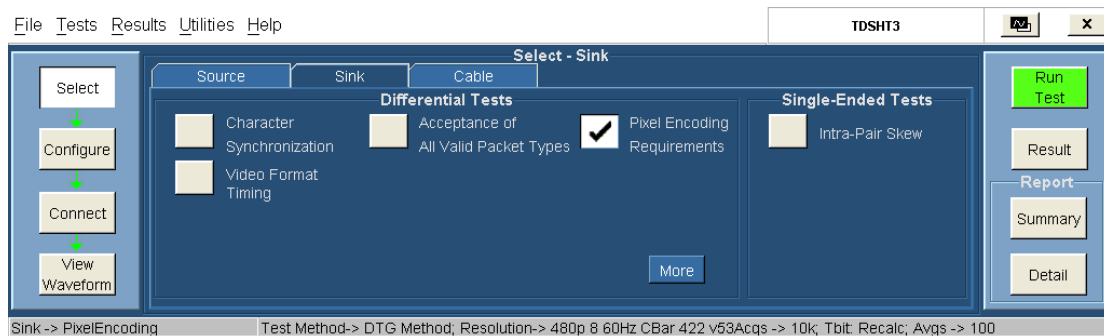 File Tests Results Utilities Help
TDSHT3
x
Select - Sink
Select
Configure
Connect
View
Waveform
Source
Sink
Cable
Differential Tests
Character
Synchronization
Acceptance of
All Valid Packet Types
Pixel Encoding
Requirements
Video Format
Timing
More
Single-Ended Tests
Intra-Pair Skew
Run
Test
Result
Report
Summary
Detail
Sink -> PixelEncoding
Test Method-> DTG Method; Resolution-> 480p 8 60Hz CBar 422 v53Acqs -> 10k; Tbit: Recalc; Avgs -> 100